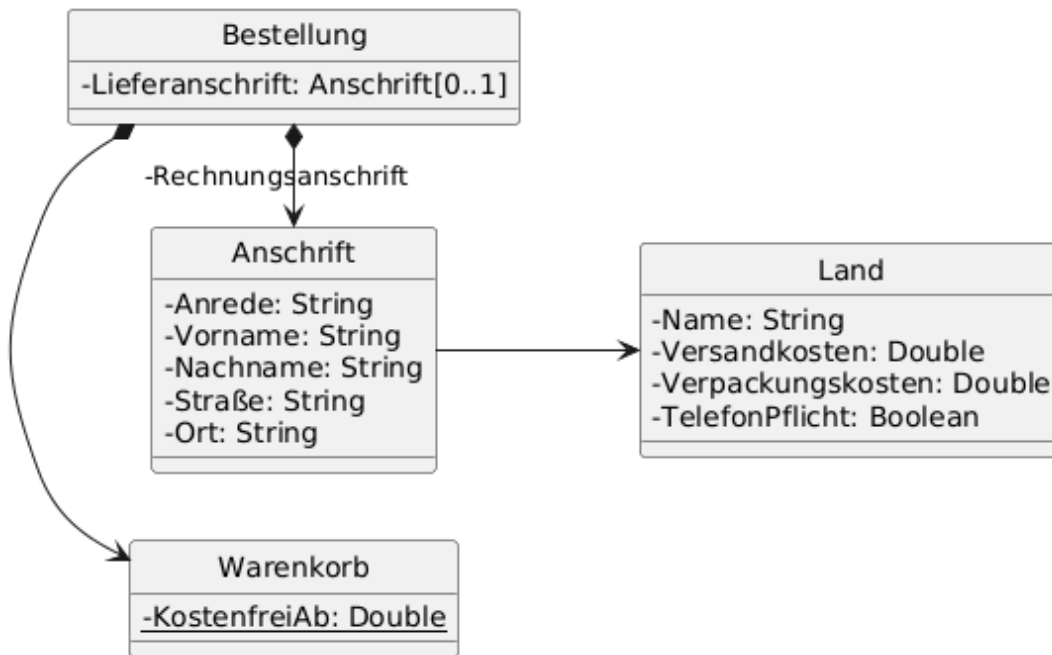 Bestellung
-Lieferanschrift: Anschrift[0..1]
-Rechnungsanschrift
Anschrift
-Anrede: String
-Vorname: String
-Nachname: String
-Straße: String
-Ort: String
Land
-Name: String
-Versandkosten: Double
-Verpackungskosten: Double
-TelefonPflicht: Boolean
Warenkorb
-KostenfreiAb: Double